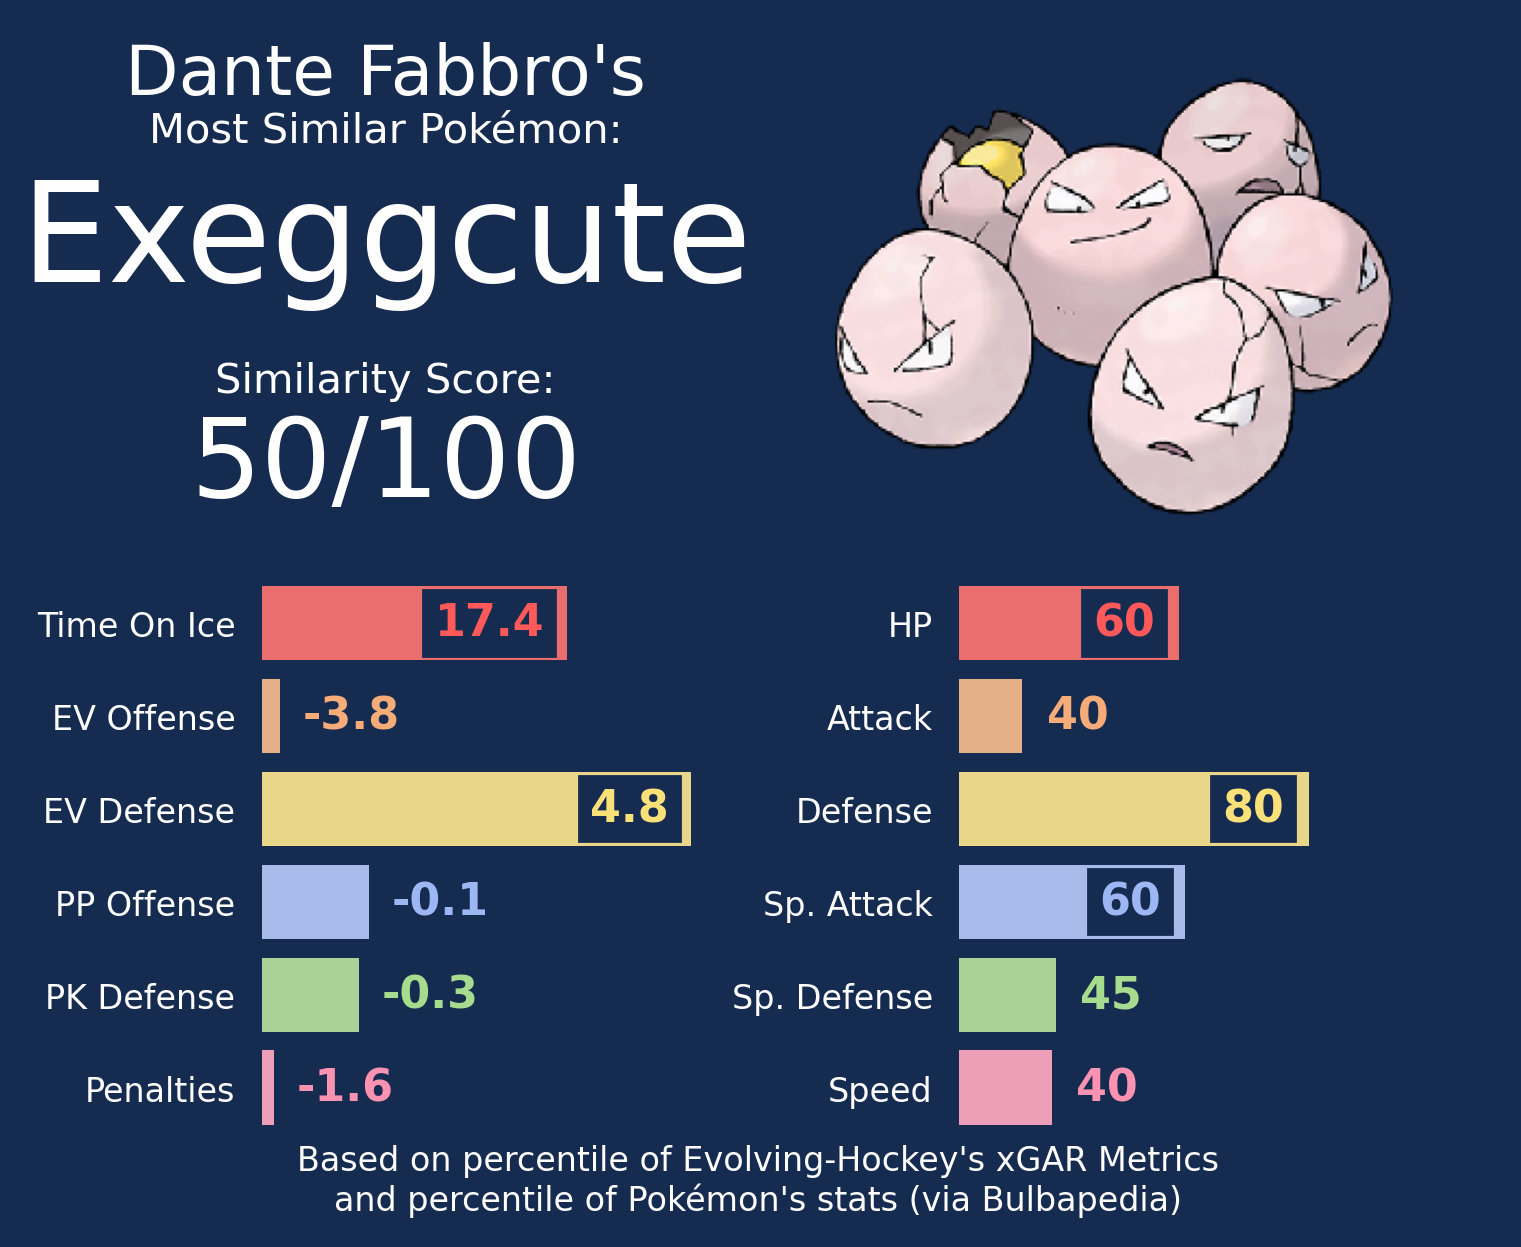 Dante Fabbro's
Most Similar Pokémon:
Exeggcute
Similarity Score:
50/100
Time On Ice 17.4
EV Offense -3.8
EV Defense 4.8
PP Offense -0.1
PK Defense -0.3
Penalties -1.6
HP 60
Attack 40
Defense 80
Sp. Attack 60
Sp. Defense 45
Speed 40
Based on percentile of Evolving-Hockey's xGAR Metrics
and percentile of Pokémon's stats (via Bulbapedia)